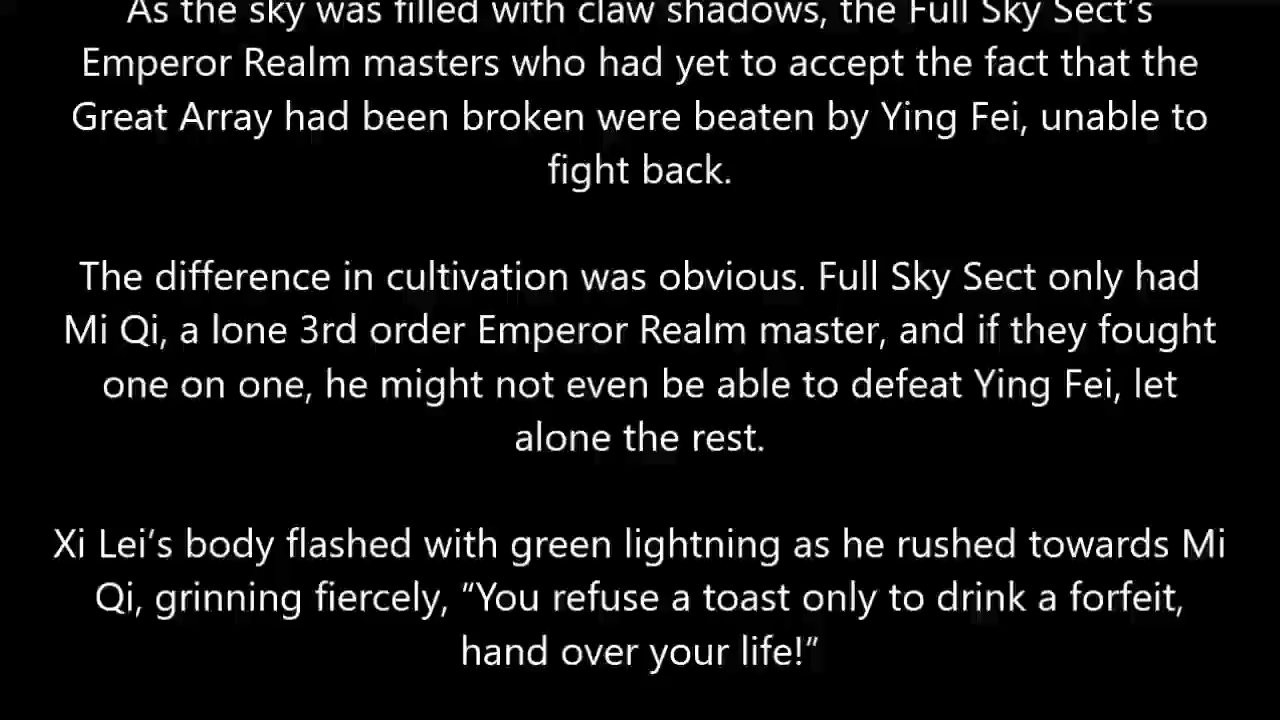 As the sky was filled with claw shadows, the Full Sky Sect’s
Emperor Realm masters who had yet to accept the fact that the
Great Array had been broken were beaten by Ying Fei, unable to
fight back.
The difference in cultivation was obvious. Full Sky Sect only had
Mi Qi, a lone 3rd order Emperor Realm master, and if they fought
one on one, he might not even be able to defeat Ying Fei, let
alone the rest.
Xi Lei’s body flashed with green lightning as he rushed towards Mi
Qi, grinning fiercely, “You refuse a toast only to drink a forfeit,
hand over your life!”